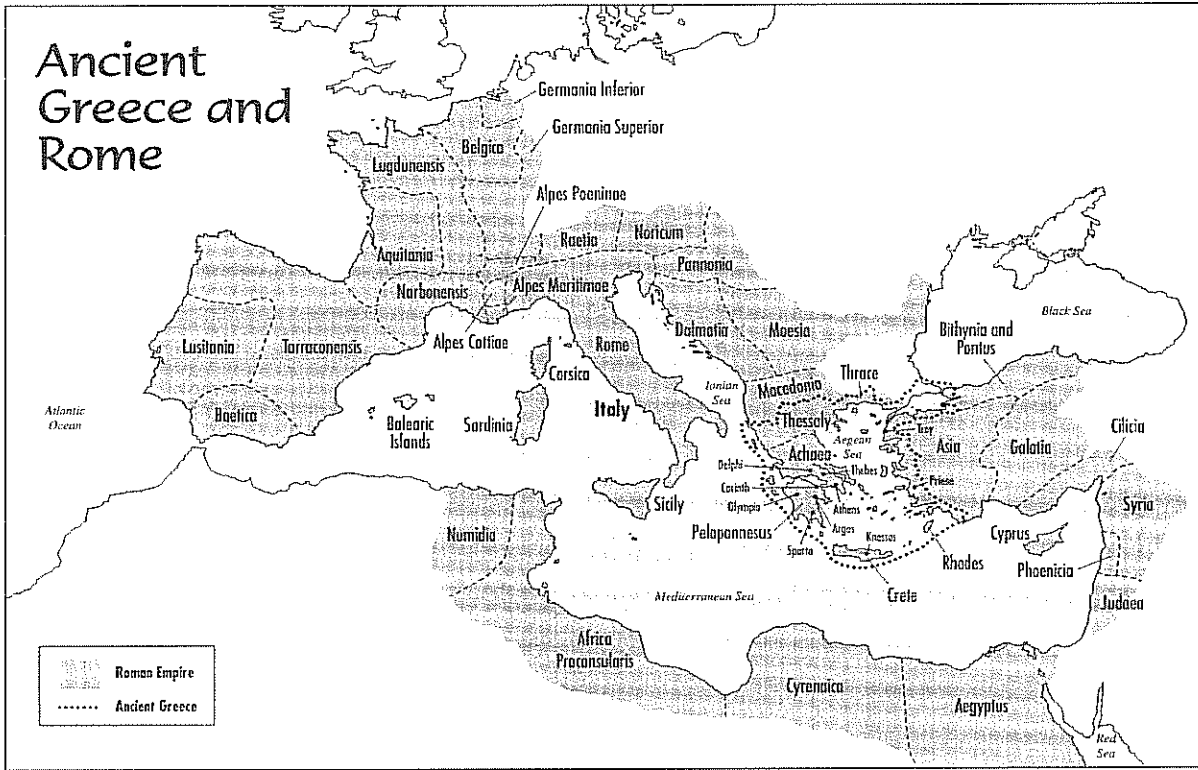 Ancient
Greece and
Rome
Germania Inferior
Germania Superior
Belgica
Lugdunensis
Alpes Poeninae
Raetia
Noricum
Aquitania
Pannonia
Narbonensis
Alpes Maritimae
Black Sea
Bithynia and
Pontus
Dalmatia
Moesia
Lusitania
Tarraconensis
Alpes Cottiae
Rome
Thrace
Corsica
Ionian
Sea
Macedonia
Atlantic
Ocean
Baetica
Balearic
Islands
Sardinia
Italy
Thessaly
Aegean
Sea
Troy
Asia
Galatia
Cilicia
Achaea
Delphi
Thebes
Corinth
Priene
Olympia
Athens
Sicily
Syria
Numidia
Argos
Cyprus
Peloponnesus
Knossos
Sparta
Rhodes
Phoenicia
Mediterranean Sea
Crete
Judaea
Africa
Proconsularis
Roman Empire
Ancient Greece
Cyrenaica
Aegyptus
Red
Sea